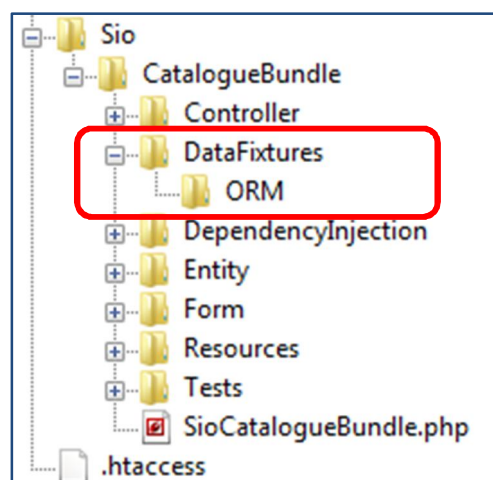 Sio
CatalogueBundle
Controller
DataFixtures
ORM
DependencyInjection
Entity
Form
Resources
Tests
SioCatalogueBundle.php
.htaccess